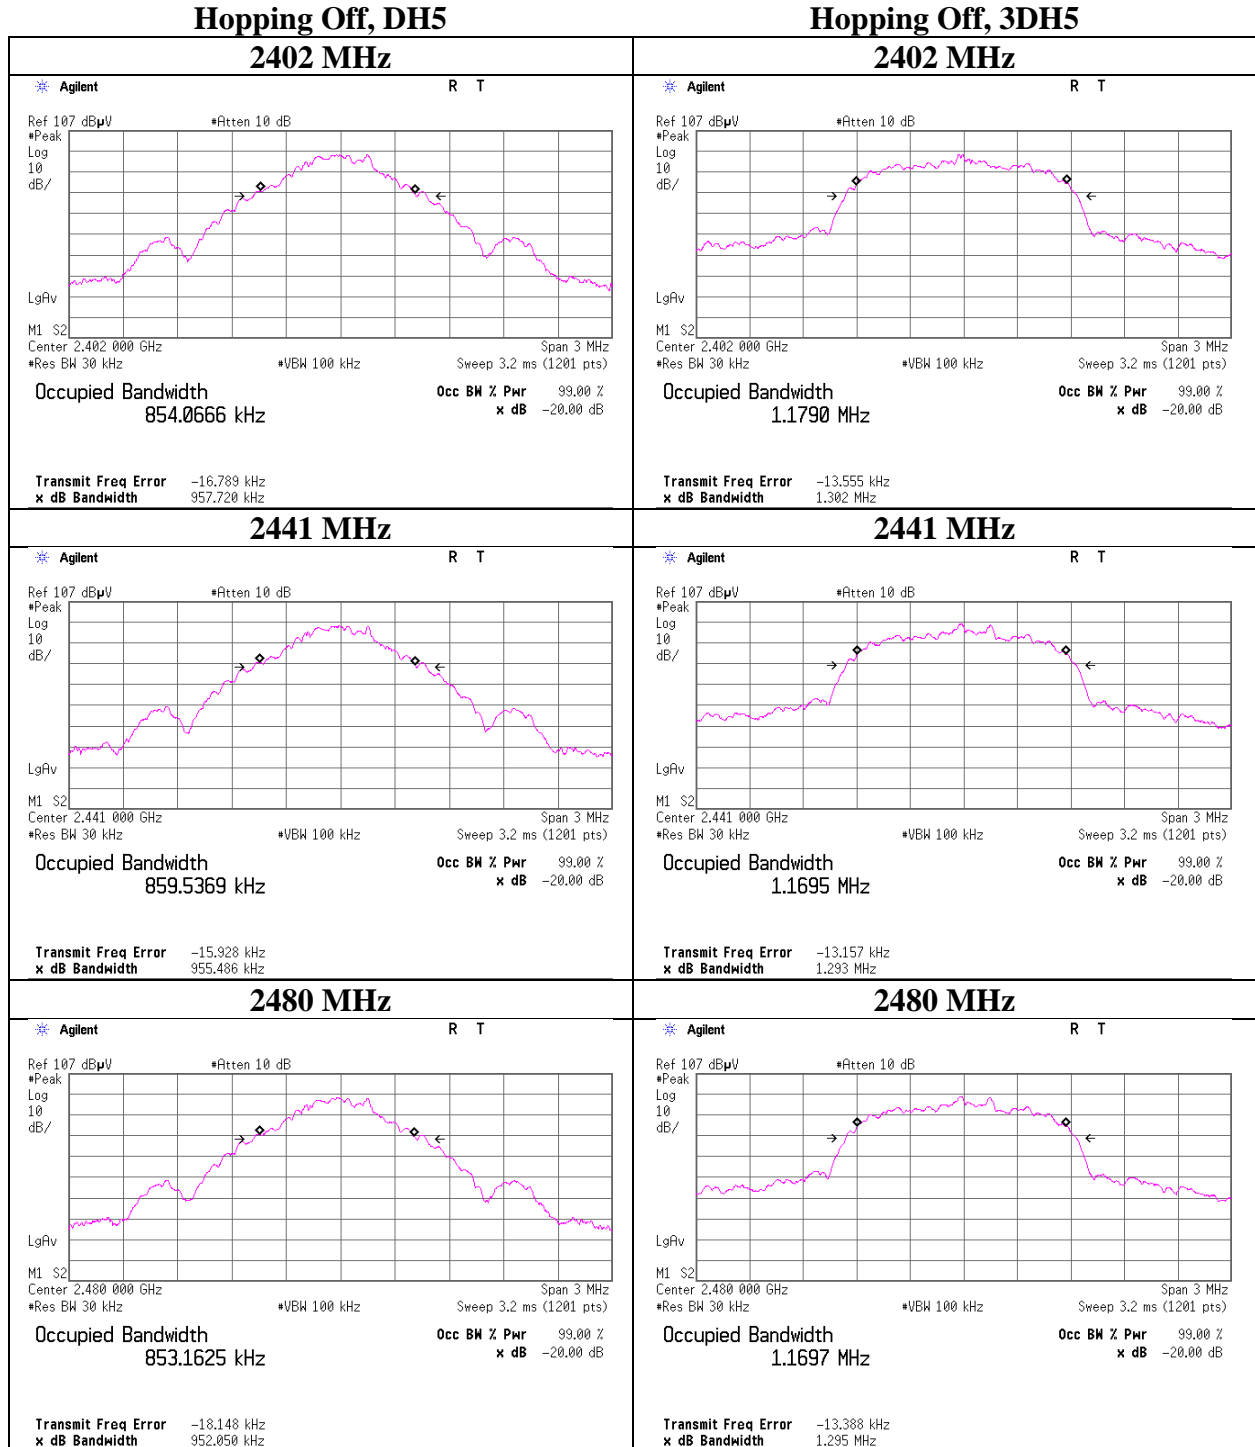 Hopping Off, DH5
Hopping Off, 3DH5
2402 MHz
2402 MHz
Agilent
R T
Ref 107 dBµV
#Atten 10 dB
#Peak
Log
10
dB/
LgAv
M1 S2
Center 2.402 000 GHz
Span 3 MHz
#Res BW 30 kHz
#VBW 100 kHz
Sweep 3.2 ms (1201 pts)
Occupied Bandwidth
854.0666 kHz
Occ BW % Pwr 99.00 %
x dB -20.00 dB
Transmit Freq Error -16.789 kHz
x dB Bandwidth 957.720 kHz
Agilent
R T
Ref 107 dBµV
#Atten 10 dB
#Peak
Log
10
dB/
LgAv
M1 S2
Center 2.402 000 GHz
Span 3 MHz
#Res BW 30 kHz
#VBW 100 kHz
Sweep 3.2 ms (1201 pts)
Occupied Bandwidth
1.1790 MHz
Occ BW % Pwr 99.00 %
x dB -20.00 dB
Transmit Freq Error -13.555 kHz
x dB Bandwidth 1.302 MHz
2441 MHz
2441 MHz
Agilent
R T
Ref 107 dBµV
#Atten 10 dB
#Peak
Log
10
dB/
LgAv
M1 S2
Center 2.441 000 GHz
Span 3 MHz
#Res BW 30 kHz
#VBW 100 kHz
Sweep 3.2 ms (1201 pts)
Occupied Bandwidth
859.5369 kHz
Occ BW % Pwr 99.00 %
x dB -20.00 dB
Transmit Freq Error -15.928 kHz
x dB Bandwidth 955.486 kHz
Agilent
R T
Ref 107 dBµV
#Atten 10 dB
#Peak
Log
10
dB/
LgAv
M1 S2
Center 2.441 000 GHz
Span 3 MHz
#Res BW 30 kHz
#VBW 100 kHz
Sweep 3.2 ms (1201 pts)
Occupied Bandwidth
1.1695 MHz
Occ BW % Pwr 99.00 %
x dB -20.00 dB
Transmit Freq Error -13.157 kHz
x dB Bandwidth 1.293 MHz
2480 MHz
2480 MHz
Agilent
R T
Ref 107 dBµV
#Atten 10 dB
#Peak
Log
10
dB/
LgAv
M1 S2
Center 2.480 000 GHz
Span 3 MHz
#Res BW 30 kHz
#VBW 100 kHz
Sweep 3.2 ms (1201 pts)
Occupied Bandwidth
853.1625 kHz
Occ BW % Pwr 99.00 %
x dB -20.00 dB
Transmit Freq Error -18.148 kHz
x dB Bandwidth 952.050 kHz
Agilent
R T
Ref 107 dBµV
#Atten 10 dB
#Peak
Log
10
dB/
LgAv
M1 S2
Center 2.480 000 GHz
Span 3 MHz
#Res BW 30 kHz
#VBW 100 kHz
Sweep 3.2 ms (1201 pts)
Occupied Bandwidth
1.1697 MHz
Occ BW % Pwr 99.00 %
x dB -20.00 dB
Transmit Freq Error -13.388 kHz
x dB Bandwidth 1.295 MHz